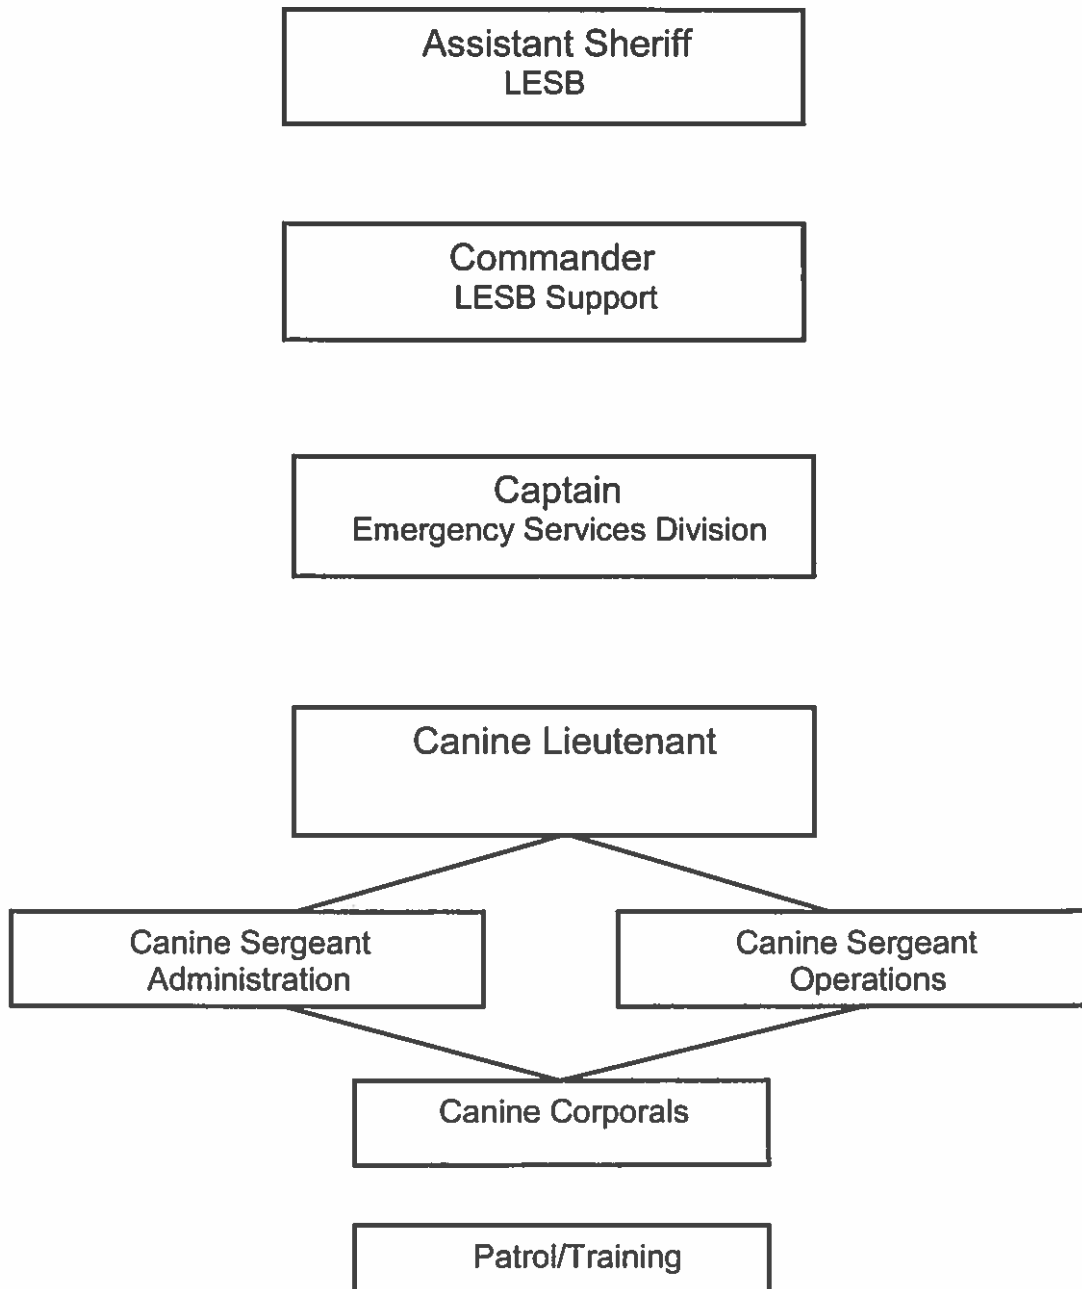 Assistant Sheriff
LESB
Commander
LESB Support
Captain
Emergency Services Division
Canine Lieutenant
Canine Sergeant
Administration
Canine Sergeant
Operations
Canine Corporals
Patrol/Training